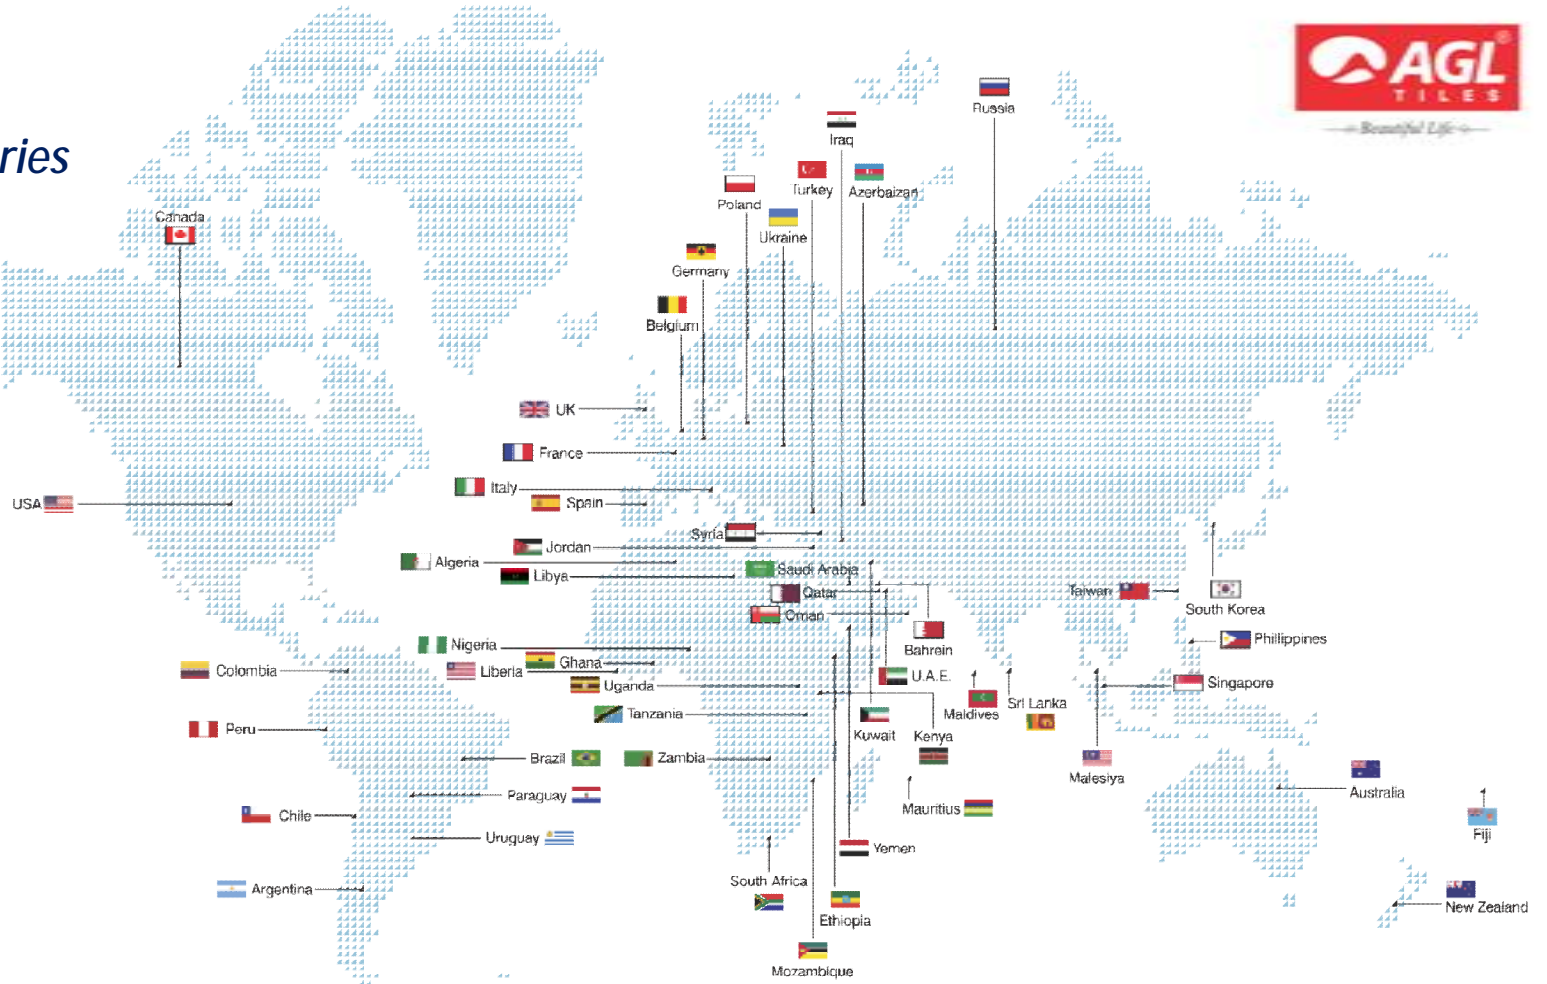 AGL®
TILES
Beautiful Life
ries
Russia
Iraq
Turkey
Azerbaizan
Poland
Canada
Ukraine
Germany
Belgium
UK
France
Italy
Spain
USA
Syria
Jordan
Algeria
Libya
Saudi Arabia
Qatar
Oman
Taiwan
South Korea
Phillippines
Bahrein
Nigeria
Ghana
Liberia
Colombia
U.A.E.
Singapore
Uganda
Tanzania
Maldives
Sri Lanka
Peru
Kuwait
Kenya
Brazil
Zambia
Malesiya
Paraguay
Australia
Chile
Mauritius
Uruguay
Yemen
Fiji
South Africa
Argentina
Ethiopia
New Zealand
Mozambique